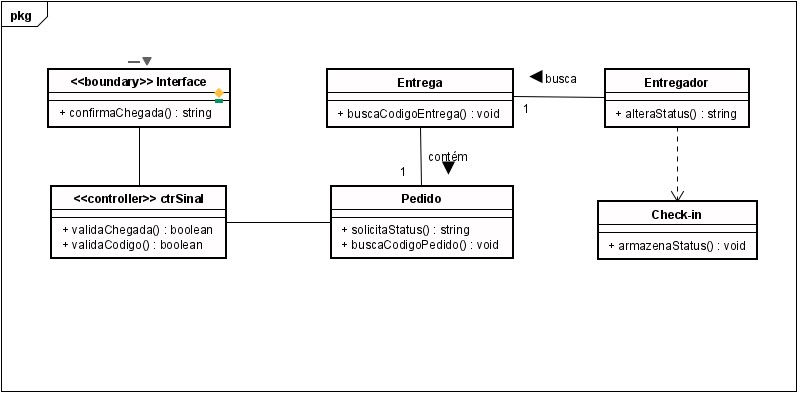 pkg
<<boundary>> Interface
+ confirmaChegada() : string
Entrega
+ buscaCodigoEntrega() : void
busca
1
Entregador
+ alteraStatus() : string
contém
1
<<controller>> ctrSinal
+ validaChegada() : boolean
+ validaCodigo() : boolean
Pedido
+ solicitaStatus() : string
+ buscaCodigoPedido() : void
Check-in
+ armazenaStatus() : void